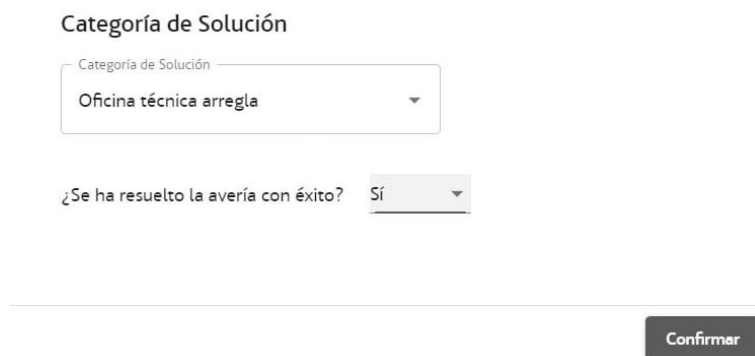 Categoría de Solución
Categoría de Solución
Oficina técnica arregla
¿Se ha resuelto la avería con éxito? Sí
Confirmar